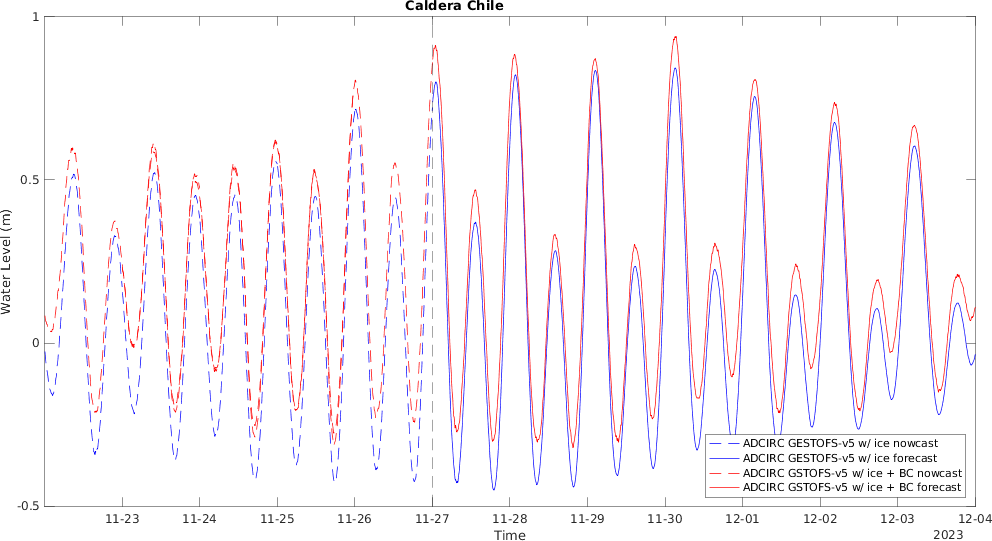 Caldera Chile
1
0.5
0
-0.5
Water Level (m)
11-23 11-24 11-25 11-26 11-27 11-28 11-29 11-30 12-01 12-02 12-03 12-04
Time
2023
ADCIRC GESTOFS-v5 w/ ice nowcast
ADCIRC GESTOFS-v5 w/ ice forecast
ADCIRC GSTOFS-v5 w/ ice + BC nowcast
ADCIRC GSTOFS-v5 w/ ice + BC forecast